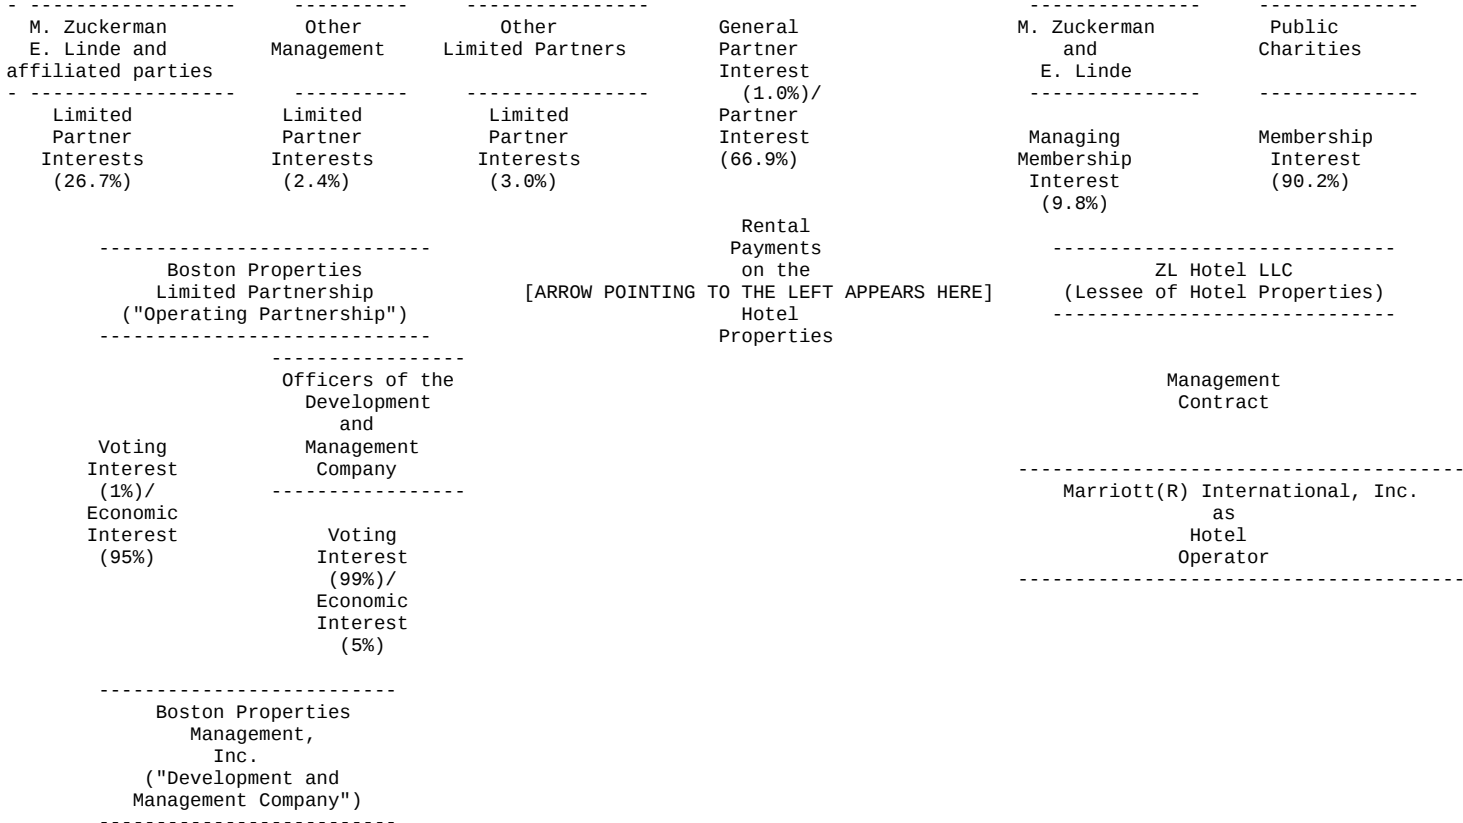 - ------------------ ---------- ---------------- --------------- --------------
M. Zuckerman Other Other General M. Zuckerman Public
E. Linde and Management Limited Partners Partner and Charities
affiliated parties Interest E. Linde
- ------------------ ---------- ---------------- (1.0%)/ --------------- --------------
Limited Limited Limited Partner
Partner Partner Partner Interest Managing Membership
Interests Interests Interests (66.9%) Membership Interest
(26.7%) (2.4%) (3.0%) Interest (90.2%)
(9.8%)
Rental
----------------------------- Payments ------------------------------
Boston Properties on the ZL Hotel LLC
Limited Partnership [ARROW POINTING TO THE LEFT APPEARS HERE] (Lessee of Hotel Properties)
("Operating Partnership") Hotel ------------------------------
----------------------------- Properties
-----------------
Officers of the Management
Development Contract
and
Voting Management
Interest Company ---------------------------------------
(1%)/ ----------------- Marriott(R) International, Inc.
Economic as
Interest Voting Hotel
(95%) Interest Operator
(99%)/ ---------------------------------------
Economic
Interest
(5%)
--------------------------
Boston Properties
Management,
Inc.
("Development and
Management Company")
--------------------------